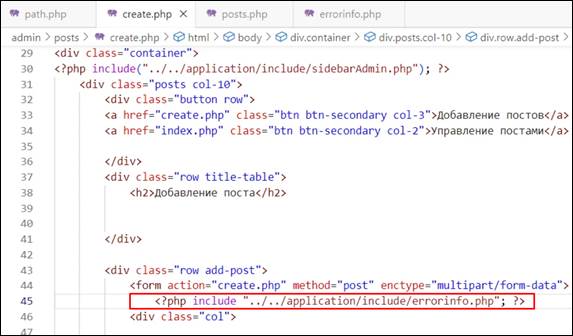 path.php create.php × posts.php errorinfo.php
admin > posts > create.php > html > body > div.container > div.posts.col-10 > div.row.add-post
29 <div class="container">
30 <?php include("../../application/include/sidebarAdmin.php"); ?>
31 <div class="posts col-10">
32 <div class="button row">
33 <a href="create.php" class="btn btn-secondary col-3">Добавление постов</a>
34 <a href="index.php" class="btn btn-secondary col-2">Управление постами</a>
35
36 </div>
37 <div class="row title-table">
38 <h2>Добавление поста</h2>
39
40
41 </div>
42
43 <div class="row add-post">
44 <form action="create.php" method="post" enctype="multipart/form-data">
45 <?php include "../../application/include/errorinfo.php"; ?>
46 <div class="col">